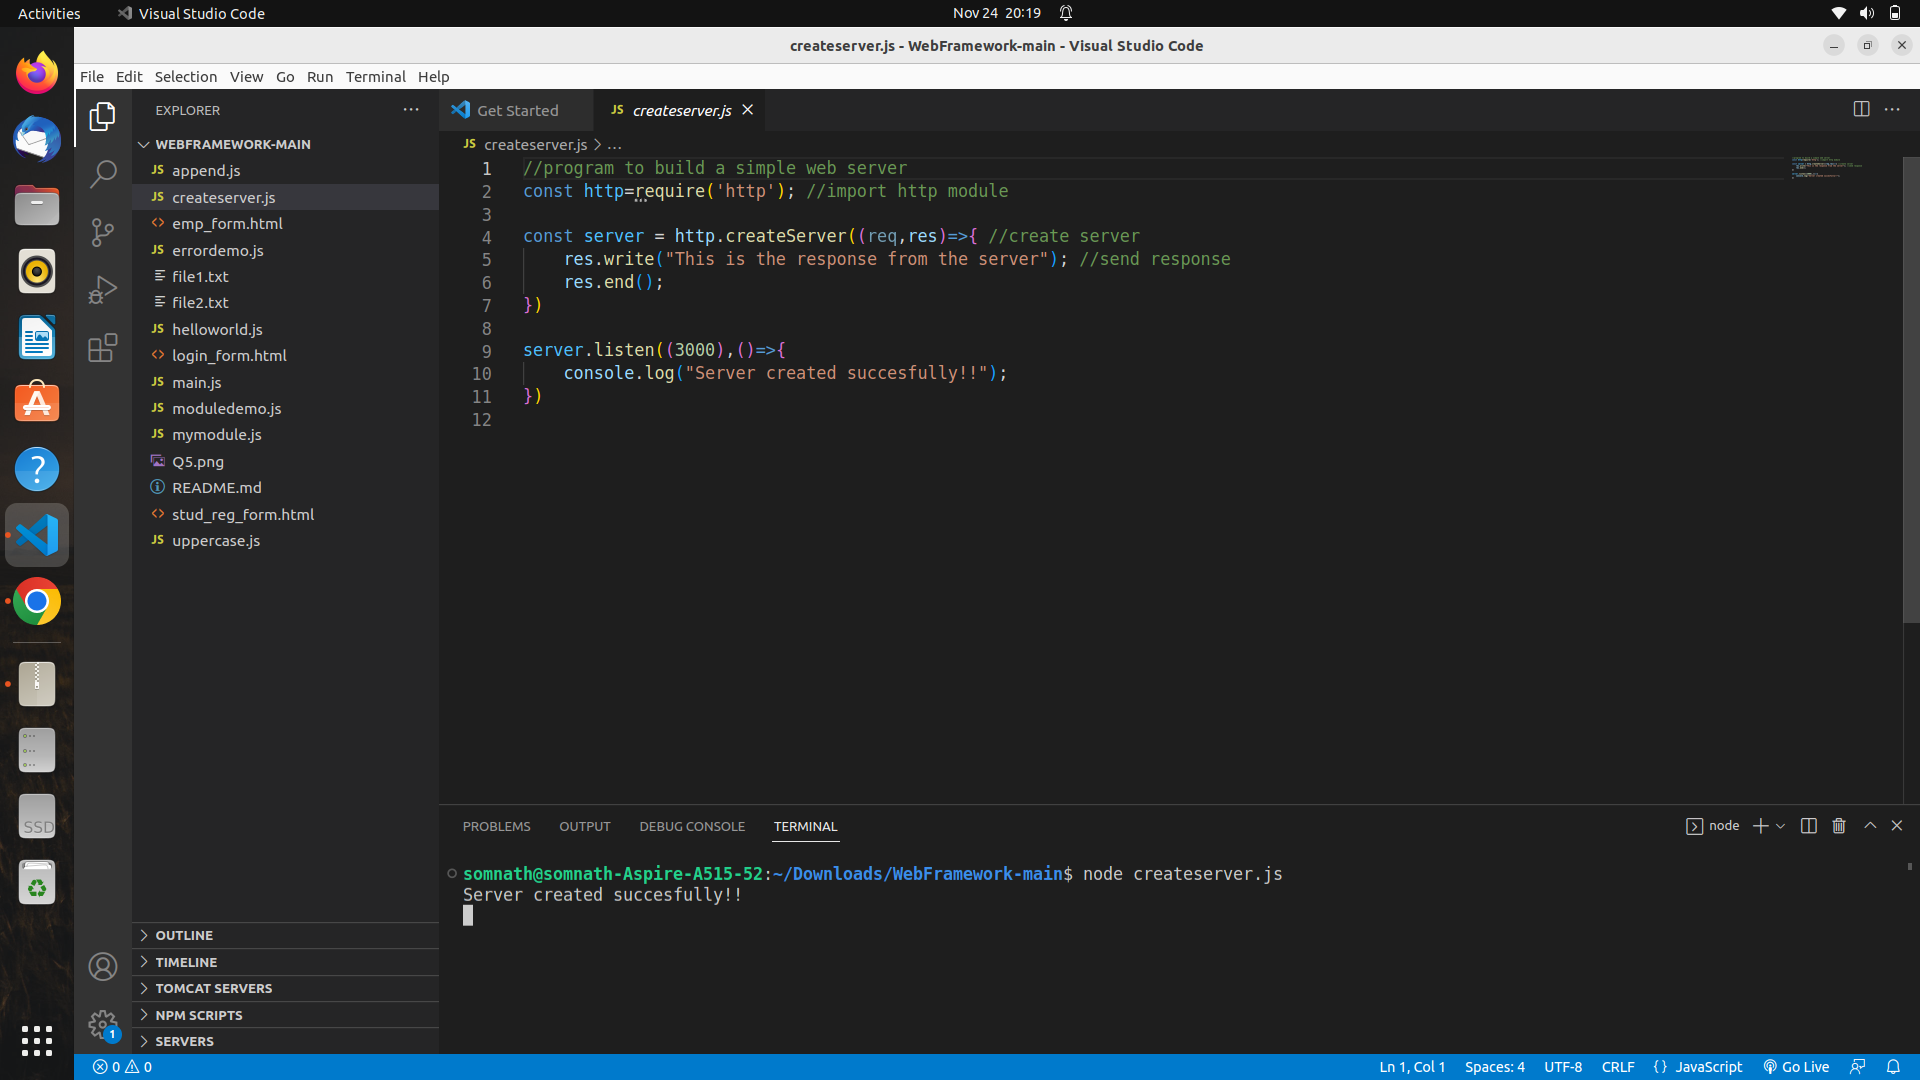 Activities
Visual Studio Code
Nov 24 20:19
createserver.js - WebFramework-main - Visual Studio Code
File Edit Selection View Go Run Terminal Help
EXPLORER
WEBFRAMEWORK-MAIN
JS append.js
JS createserver.js
<> emp_form.html
JS errordemo.js
file1.txt
file2.txt
JS helloworld.js
<> login_form.html
JS main.js
JS moduledemo.js
JS mymodule.js
Q5.png
README.md
<> stud_reg_form.html
JS uppercase.js
OUTLINE
TIMELINE
TOMCAT SERVERS
NPM SCRIPTS
SERVERS
SSD
1
Get Started
JS createserver.js
JS createserver.js > ...
1 //program to build a simple web server
2 const http=require('http'); //import http module
3
4 const server = http.createServer((req,res)=>{ //create server
5     res.write("This is the response from the server"); //send response
6     res.end();
7 })
8
9 server.listen((3000),()=>{
10     console.log("Server created succesfully!!");
11 })
12
PROBLEMS OUTPUT DEBUG CONSOLE TERMINAL
node
somnath@somnath-Aspire-A515-52:~/Downloads/WebFramework-main$ node createserver.js
Server created succesfully!!
0 0
Ln 1, Col 1 Spaces: 4 UTF-8 CRLF {} JavaScript Go Live